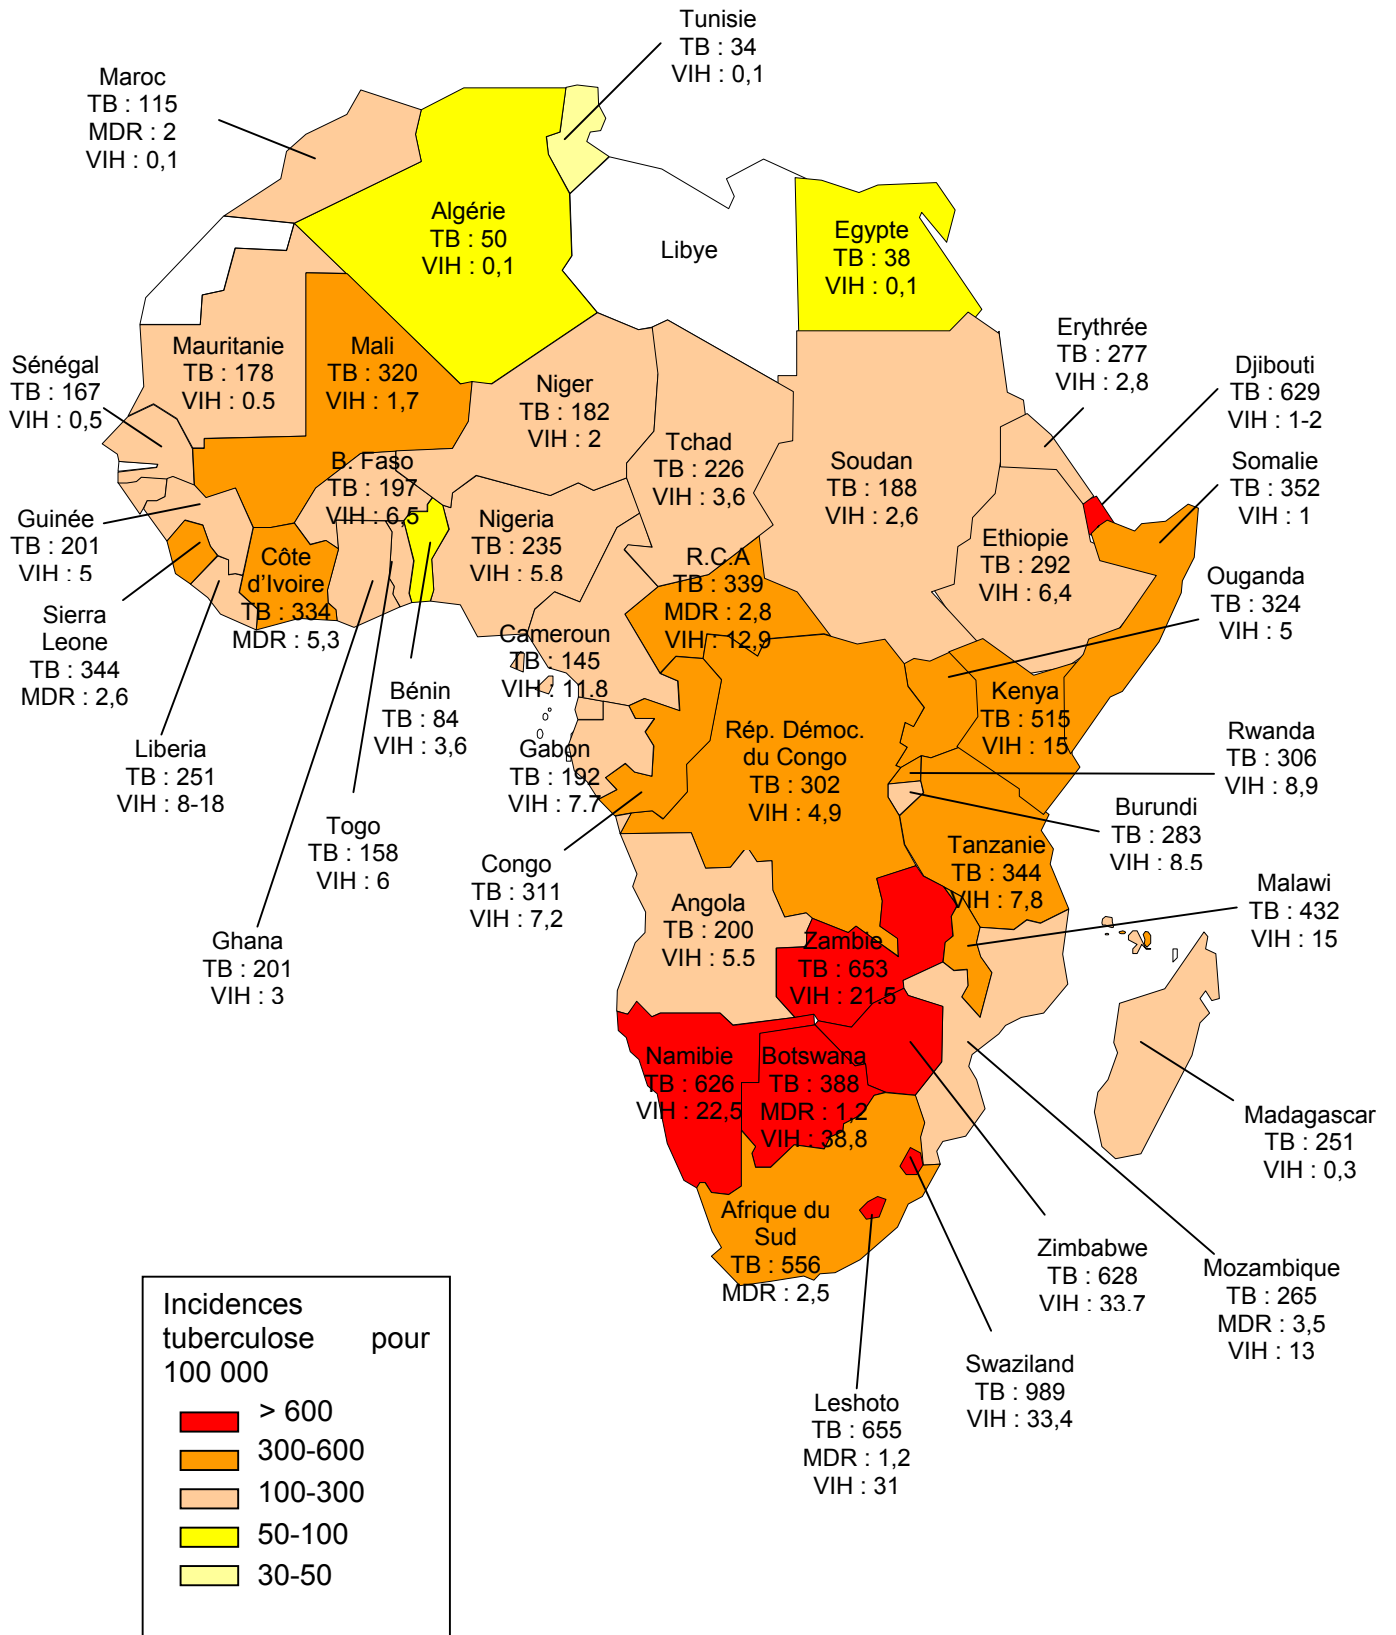 Tunisie
TB : 34
VIH : 0,1
Maroc
TB : 115
MDR : 2
VIH : 0,1
Algérie
TB : 50
VIH : 0,1
Libye
Egypte
TB : 38
VIH : 0,1
Mauritanie
TB : 178
VIH : 0.5
Mali
TB : 320
VIH : 1,7
Sénégal
TB : 167
VIH : 0,5
Niger
TB : 182
VIH : 2
Tchad
TB : 226
VIH : 3,6
Soudan
TB : 188
VIH : 2,6
Erythrée
TB : 277
VIH : 2,8
Djibouti
TB : 629
VIH : 1-2
Somalie
TB : 352
VIH : 1
B. Faso
TB : 197
VIH : 6,5
Nigeria
TB : 235
VIH : 5.8
Guinée
TB : 201
VIH : 5
Côte
d'Ivoire
TB : 334
MDR : 5,3
R.C.A
TB : 339
MDR : 2,8
VIH : 12,9
Ethiopie
TB : 292
VIH : 6,4
Ouganda
TB : 324
VIH : 5
Sierra
Leone
TB : 344
MDR : 2,6
Cameroun
TB : 145
VIH : 11.8
Bénin
TB : 84
VIH : 3,6
Kenya
TB : 515
VIH : 15
Rép. Démoc.
du Congo
TB : 302
VIH : 4,9
Rwanda
TB : 306
VIH : 8,9
Liberia
TB : 251
VIH : 8-18
Gabon
TB : 192
VIH : 7.7
Burundi
TB : 283
VIH : 8.5
Togo
TB : 158
VIH : 6
Congo
TB : 311
VIH : 7,2
Tanzanie
TB : 344
VIH : 7,8
Malawi
TB : 432
VIH : 15
Angola
TB : 200
VIH : 5.5
Ghana
TB : 201
VIH : 3
Zambie
TB : 653
VIH : 21.5
Namibie
TB : 626
VIH : 22,5
Botswana
TB : 388
MDR : 1,2
VIH : 38,8
Madagascar
TB : 251
VIH : 0,3
Afrique du
Sud
TB : 556
MDR : 2,5
Zimbabwe
TB : 628
VIH : 33.7
Mozambique
TB : 265
MDR : 3,5
VIH : 13
Swaziland
TB : 989
VIH : 33,4
Leshoto
TB : 655
MDR : 1,2
VIH : 31
Incidences
tuberculose pour
100 000
> 600
300-600
100-300
50-100
30-50